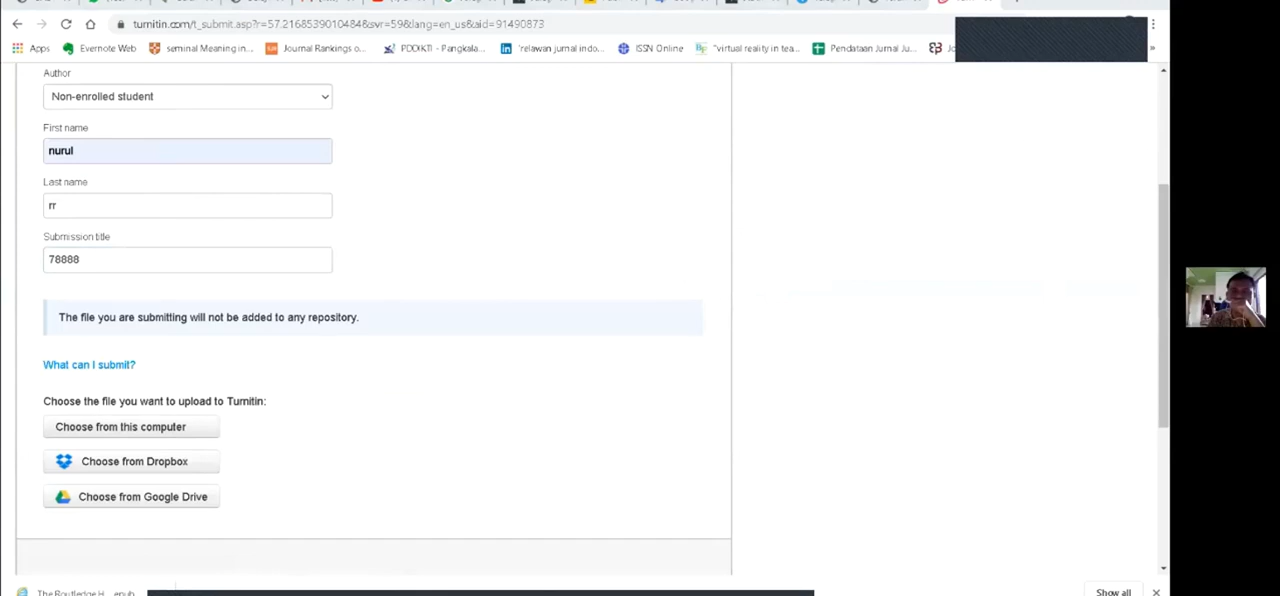 turnitin.com/t_submit.asp?r=57.2168539010484&svr=59&lang=en_us&aid=91490873
Apps Evernote Web seminal Meaning in... Journal Rankings o... PDDIKTI - Pangkala... 'relawan jurnal indo... ISSN Online "virtual reality in tea... Pendataan Jurnal Ju... »
Author
Non-enrolled student
First name
nurul
Last name
rr
Submission title
78888
The file you are submitting will not be added to any repository.
What can I submit?
Choose the file you want to upload to Turnitin:
Choose from this computer
Choose from Dropbox
Choose from Google Drive
The Routledge H....epub
Show all